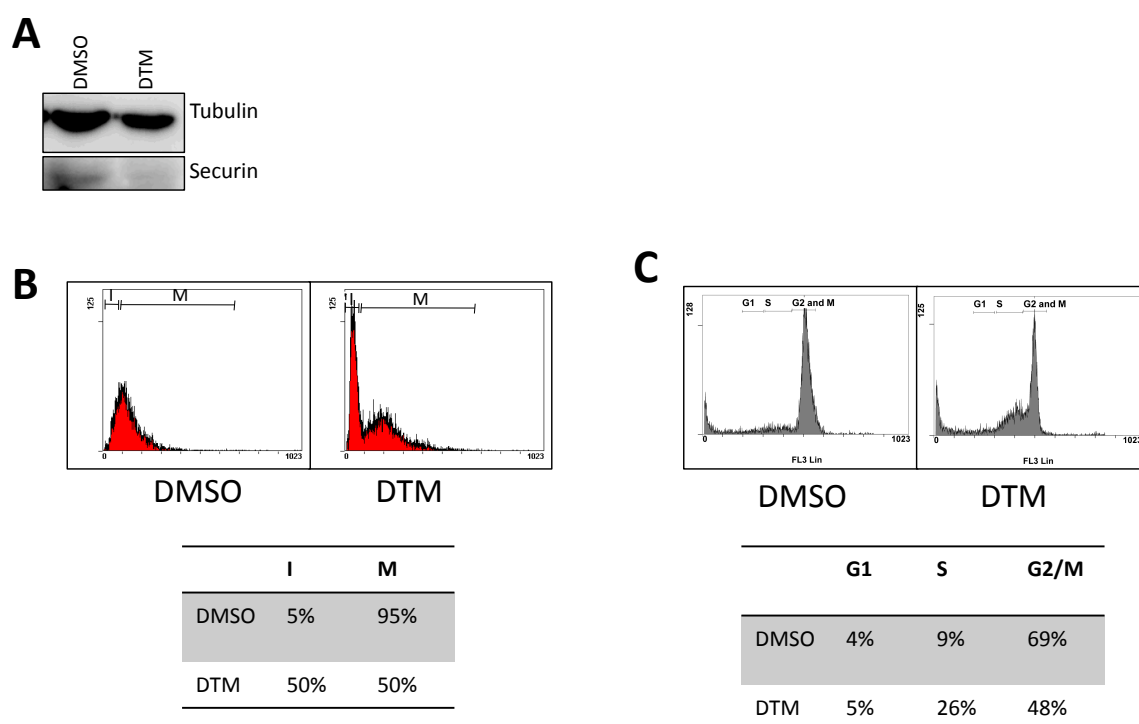 A
DMSO
DTM
Tubulin
Securin
B
I
M
125
0
1023
DMSO
I
M
125
0
1023
DTM
I M
DMSO 5% 95%
DTM 50% 50%
C
G1 S G2 and M
128
0
1023
FL3 Lin
DMSO
G1 S G2 and M
125
0
1023
FL3 Lin
DTM
G1 S G2/M
DMSO 4% 9% 69%
DTM 5% 26% 48%